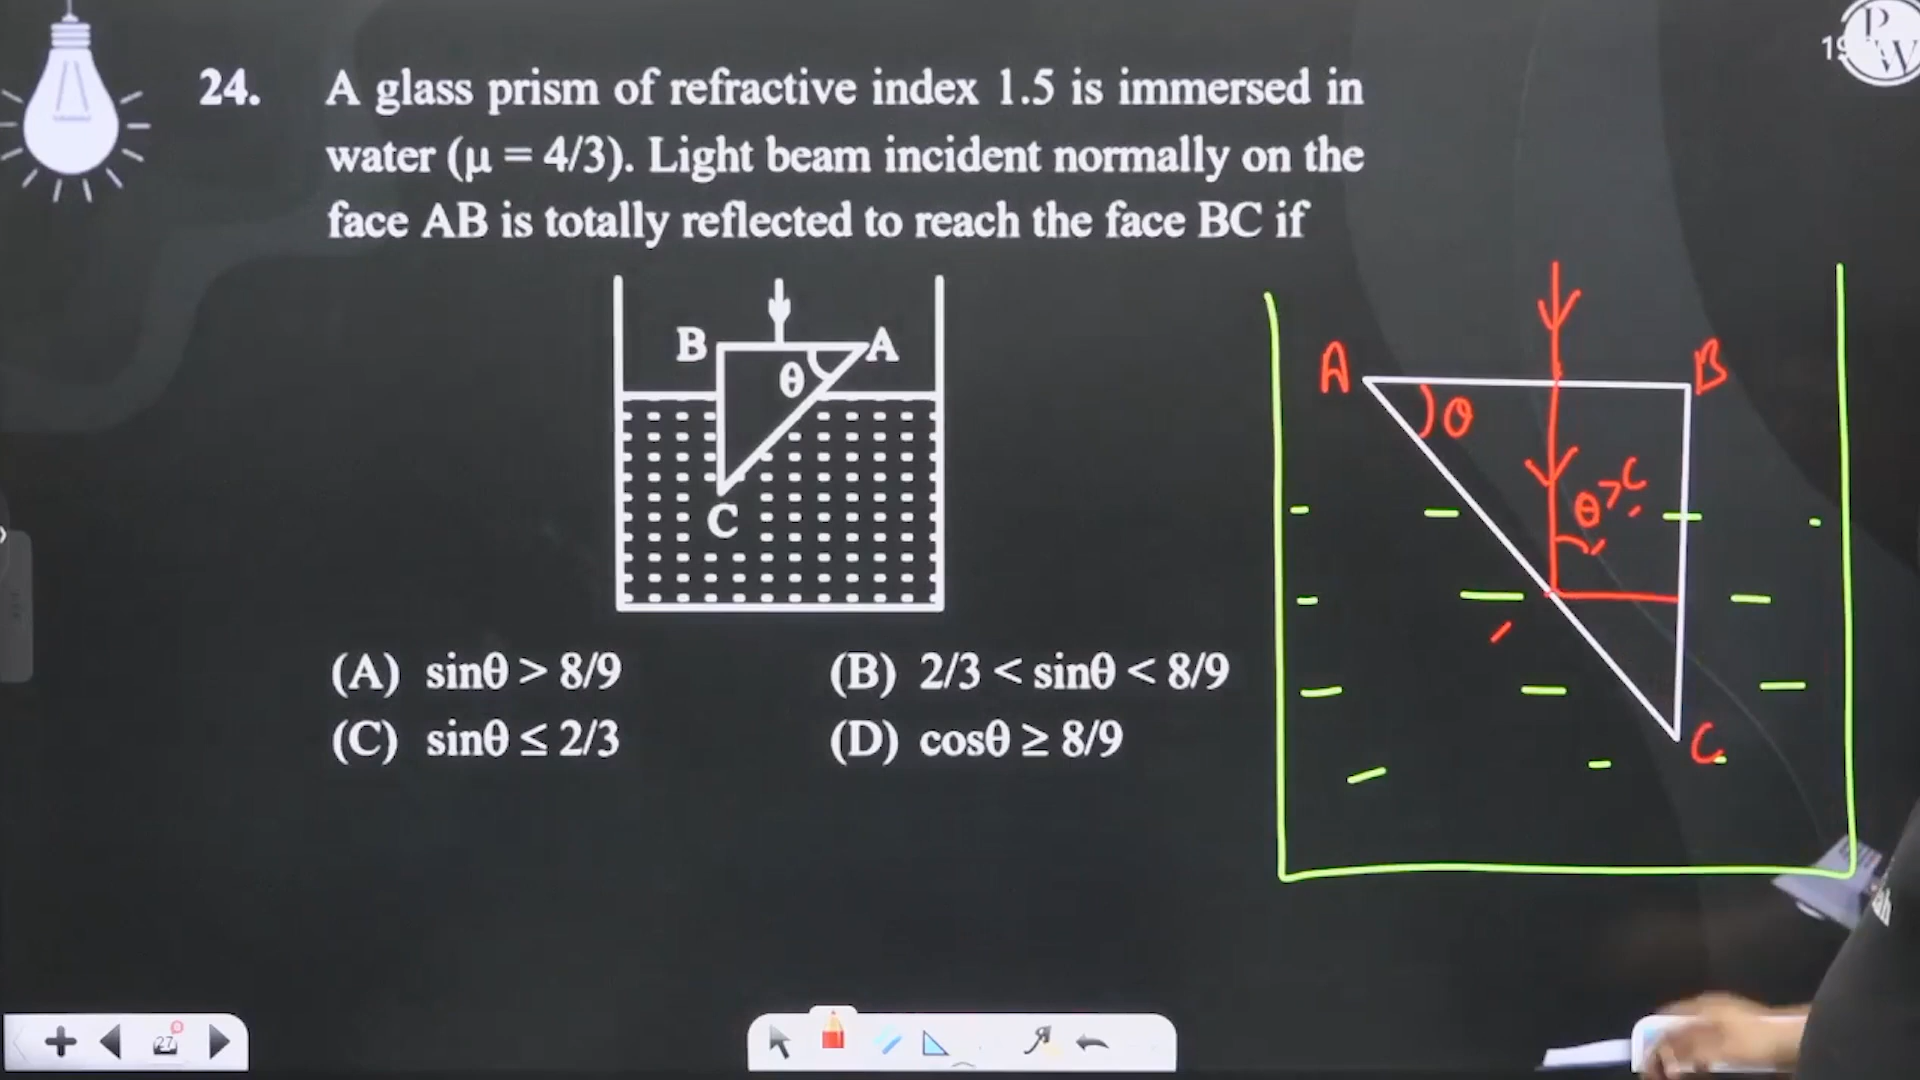 24. A glass prism of refractive index 1.5 is immersed in
water (μ = 4/3). Light beam incident normally on the
face AB is totally reflected to reach the face BC if
B A
θ
C
(A) sinθ > 8/9 (B) 2/3 < sinθ < 8/9
(C) sinθ ≤ 2/3 (D) cosθ ≥ 8/9
A B
θ
θ > c
C
PW
27